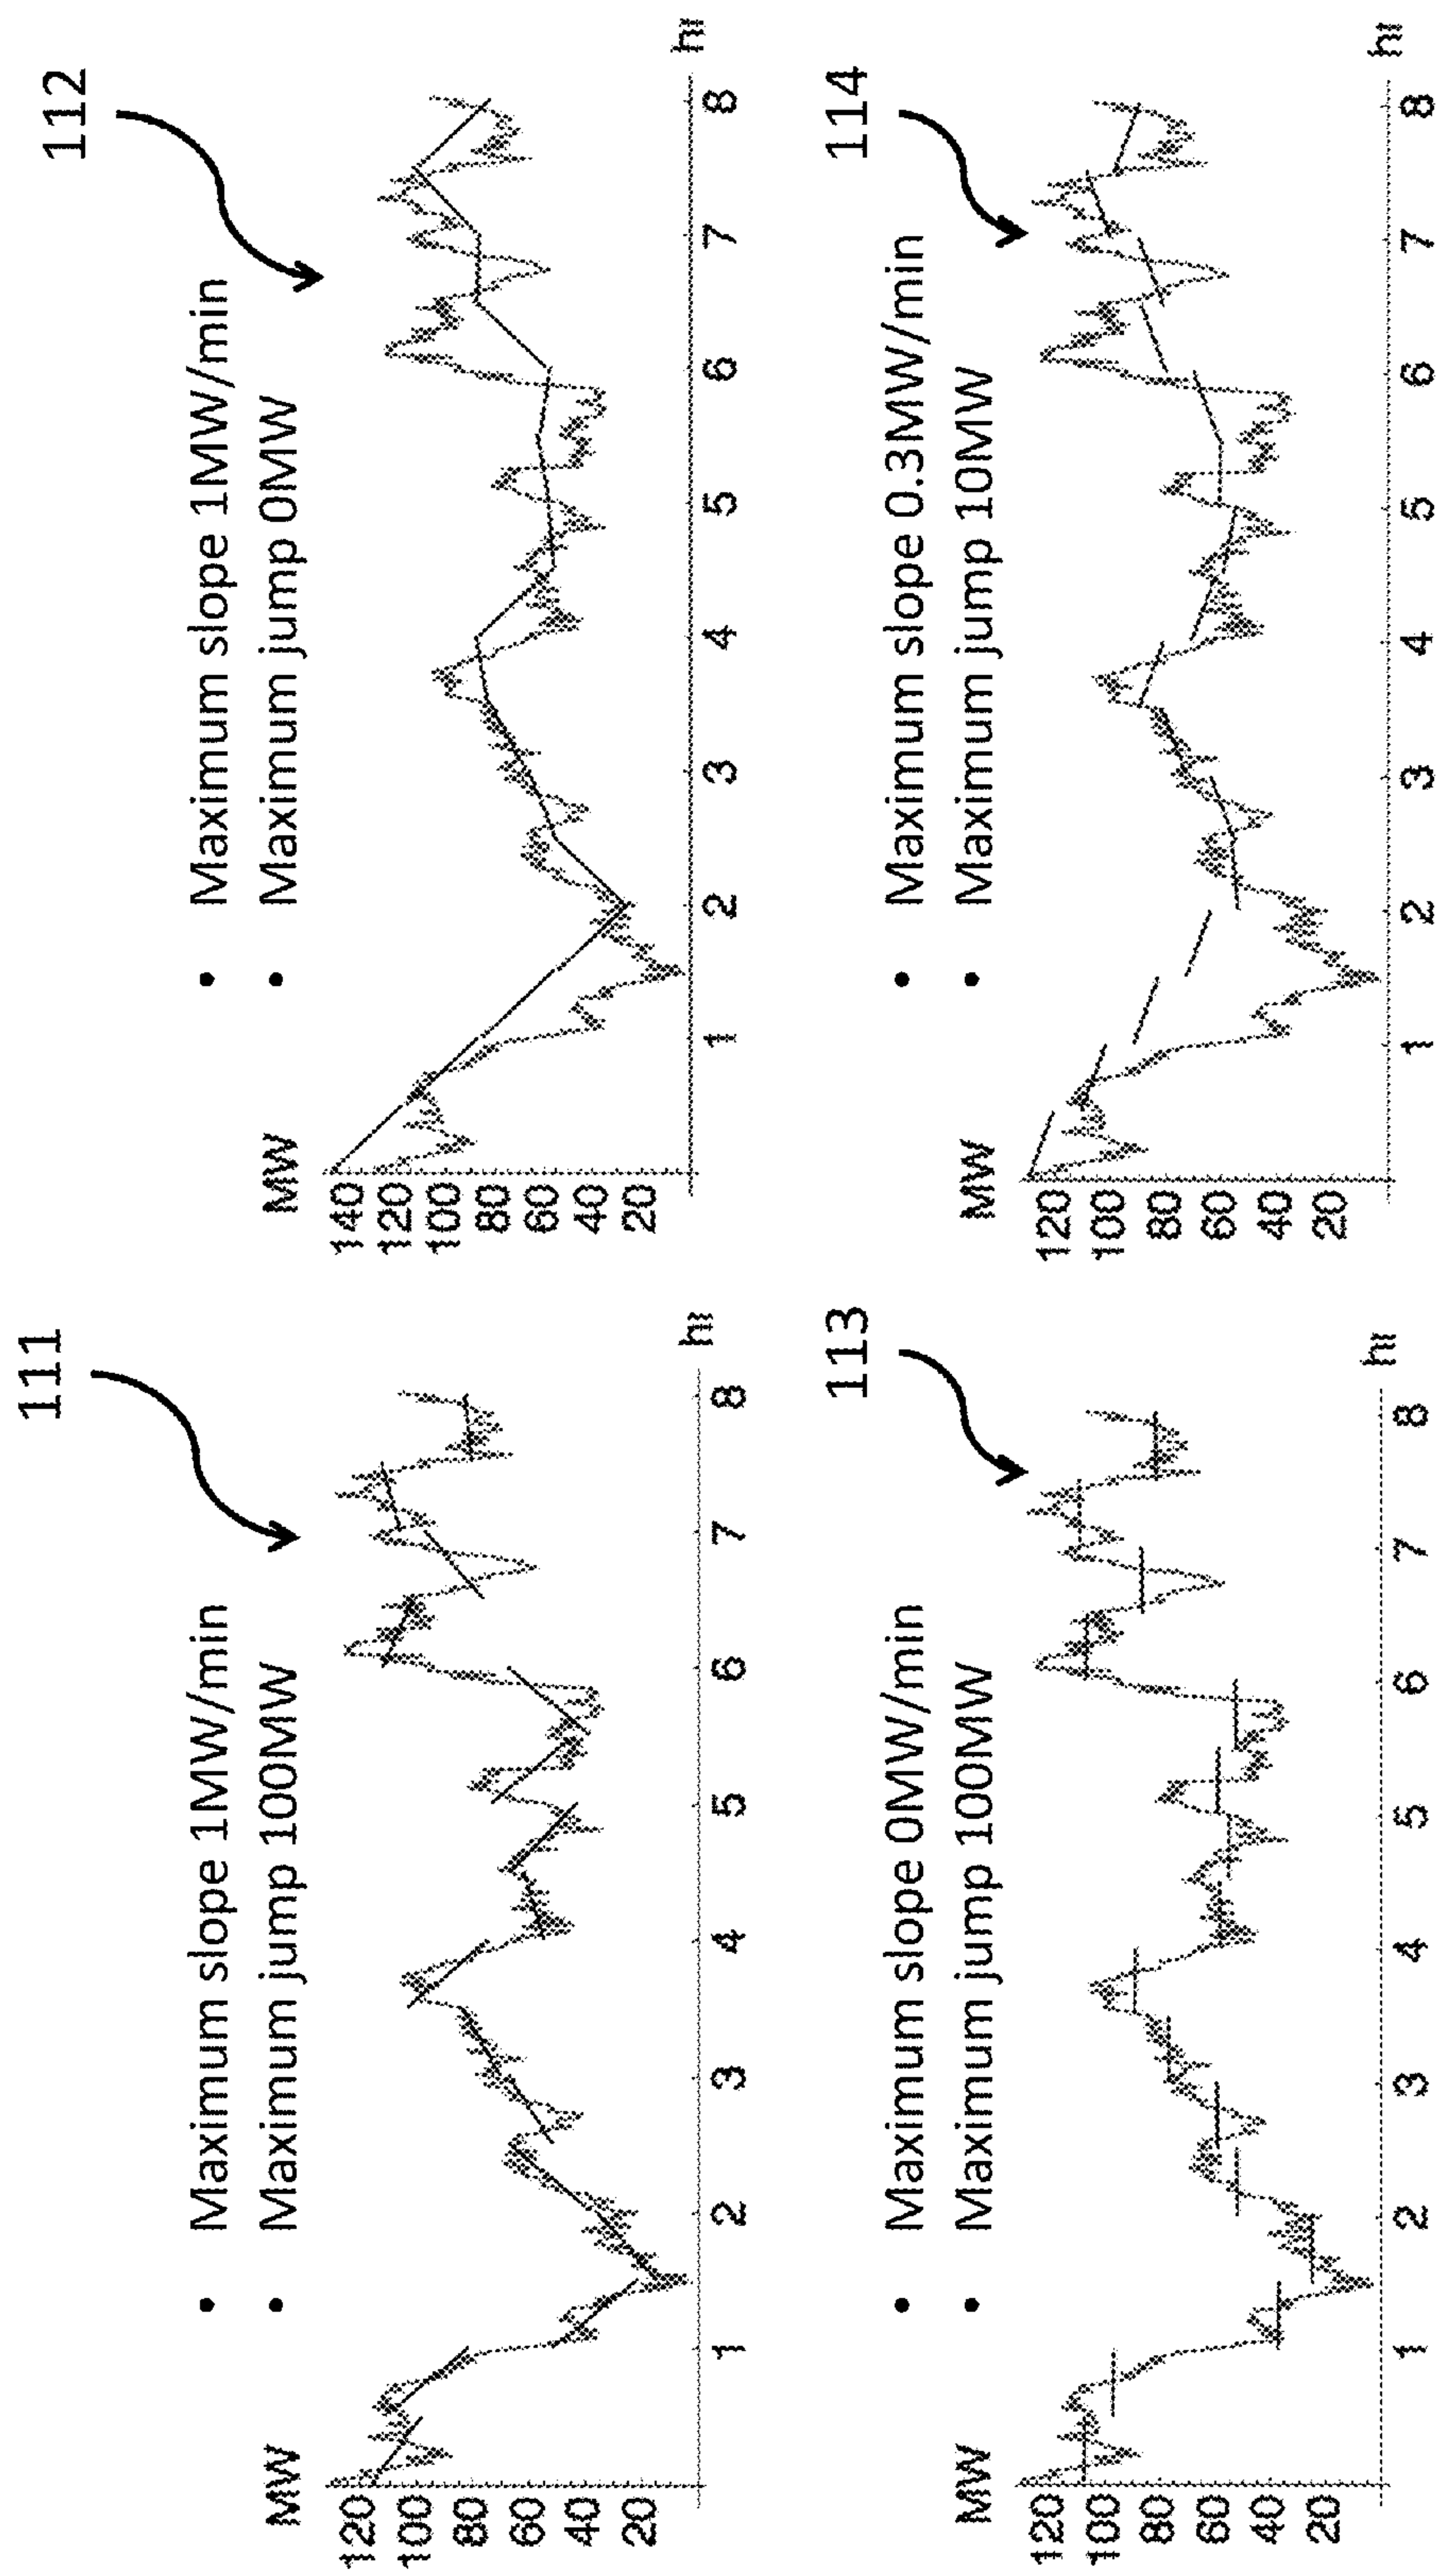 111
• Maximum slope 1MW/min
• Maximum jump 100MW
MW
120
100
80
60
40
20
1 2 3 4 5 6 7 8
hr
112
• Maximum slope 1MW/min
• Maximum jump 0MW
MW
140
120
100
80
60
40
20
1 2 3 4 5 6 7 8
hr
113
• Maximum slope 0MW/min
• Maximum jump 100MW
MW
120
100
80
60
40
20
1 2 3 4 5 6 7 8
hr
114
• Maximum slope 0.3MW/min
• Maximum jump 10MW
MW
120
100
80
60
40
20
1 2 3 4 5 6 7 8
hr